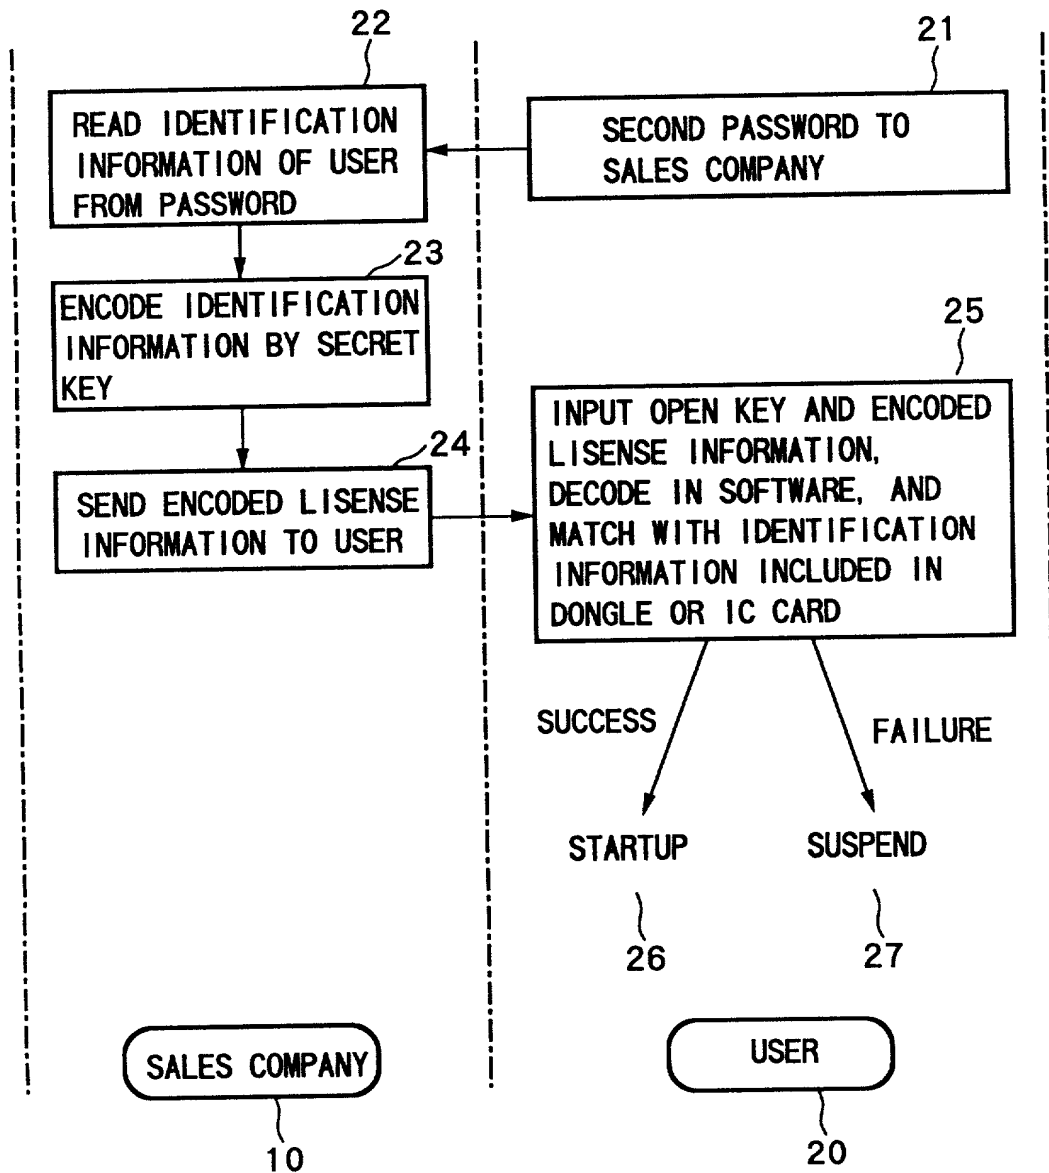 22
21
READ IDENTIFICATION
INFORMATION OF USER
FROM PASSWORD
SECOND PASSWORD TO
SALES COMPANY
23
ENCODE IDENTIFICATION
INFORMATION BY SECRET
KEY
25
INPUT OPEN KEY AND ENCODED
LISENSE INFORMATION,
DECODE IN SOFTWARE, AND
MATCH WITH IDENTIFICATION
INFORMATION INCLUDED IN
DONGLE OR IC CARD
24
SEND ENCODED LISENSE
INFORMATION TO USER
SUCCESS
FAILURE
STARTUP
SUSPEND
26
27
SALES COMPANY
USER
10
20